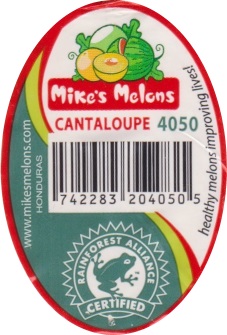 Mike's Melons
CANTALOUPE 4050
7 42283 20405 0 5
www.mikesmelons.com
HONDURAS
healthy melons improving lives!
RAINFOREST ALLIANCE
CERTIFIED